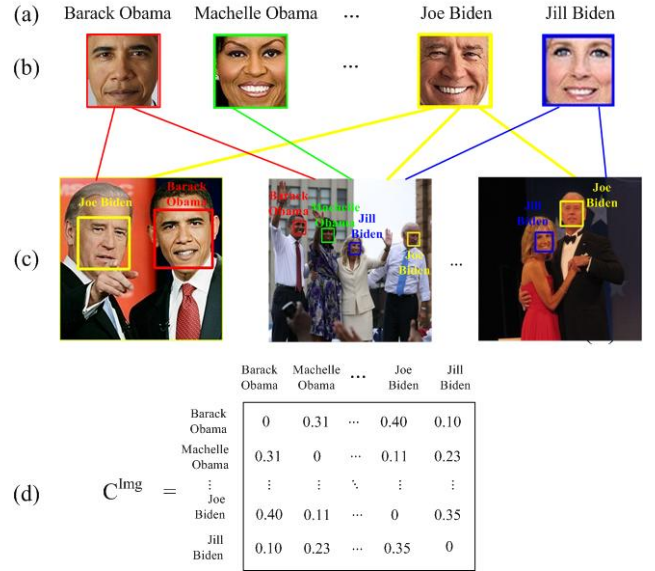 (a) Barack Obama Machelle Obama ... Joe Biden Jill Biden
(b) ...
(c)
Joe Biden
Barack
Obama
Barack
Obama
Machelle
Obama
Jill
Biden
Joe
Biden
...
Jill
Biden
Joe
Biden
Barack Obama Machelle Obama ... Joe Biden Jill Biden
Barack Obama 0 0.31 ... 0.40 0.10
Machelle Obama 0.31 0 ... 0.11 0.23
(d) C^Img =
⋮ ⋮ ⋮ ⋱ ⋮ ⋮
Joe Biden 0.40 0.11 ... 0 0.35
Jill Biden 0.10 0.23 ... 0.35 0